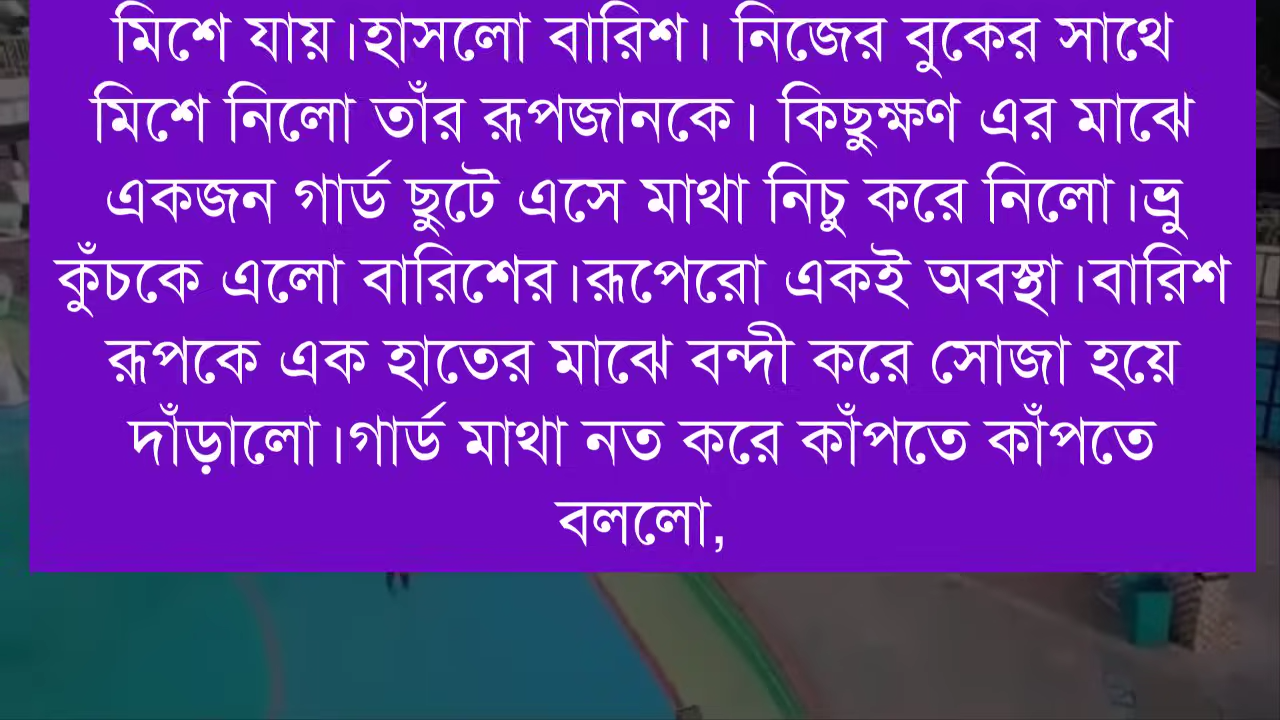 মিশে যায়।হাসলো বারিশ। নিজের বুকের সাথে
মিশে নিলো তাঁর রূপজানকে। কিছুক্ষণ এর মাঝে
একজন গার্ড ছুটে এসে মাথা নিচু করে নিলো।ভ্রু
কুঁচকে এলো বারিশের।রূপেরো একই অবস্থা।বারিশ
রূপকে এক হাতের মাঝে বন্দী করে সোজা হয়ে
দাঁড়ালো।গার্ড মাথা নত করে কাঁপতে কাঁপতে
বললো,